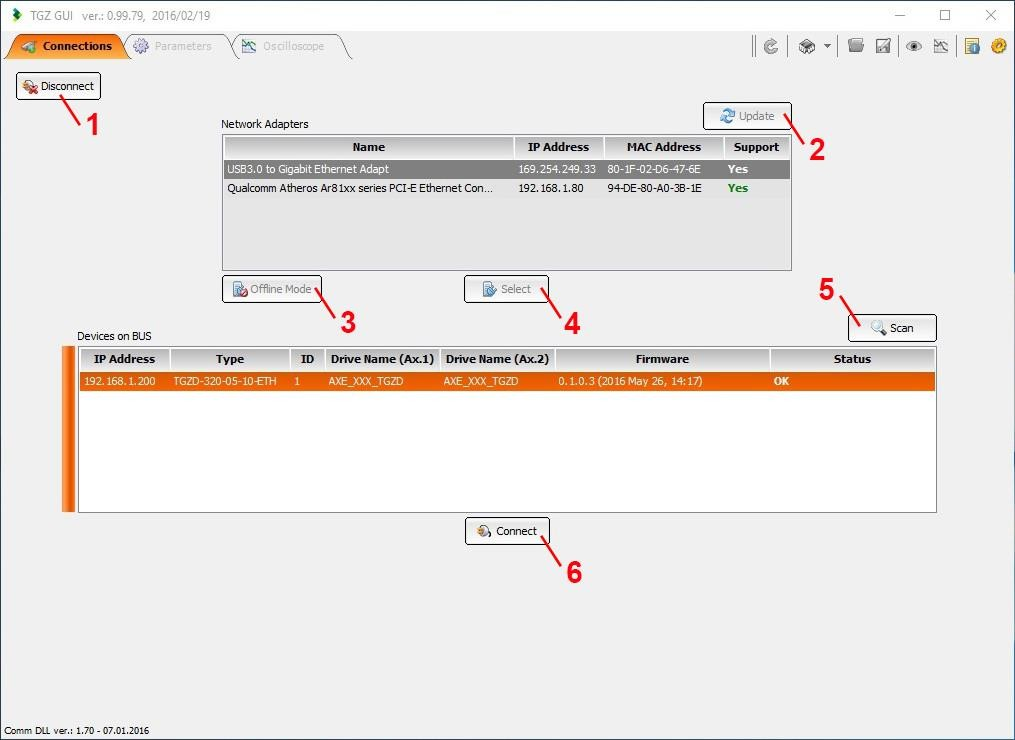 TGZ GUI ver.: 0.99.79, 2016/02/19
Connections Parameters Oscilloscope
Disconnect
1
Update
2
Network Adapters
Name IP Address MAC Address Support
USB3.0 to Gigabit Ethernet Adapt 169.254.249.33 80-1F-02-D6-47-6E Yes
Qualcomm Atheros Ar81xx series PCI-E Ethernet Con... 192.168.1.80 94-DE-80-A0-3B-1E Yes
Offline Mode Select
3 4
5
Scan
Devices on BUS
IP Address Type ID Drive Name (Ax.1) Drive Name (Ax.2) Firmware Status
192.168.1.200 TGZD-320-05-10-ETH 1 AXE_XXX_TGZD AXE_XXX_TGZD 0.1.0.3 (2016 May 26, 14:17) OK
Connect
6
Comm DLL ver.: 1.70 - 07.01.2016